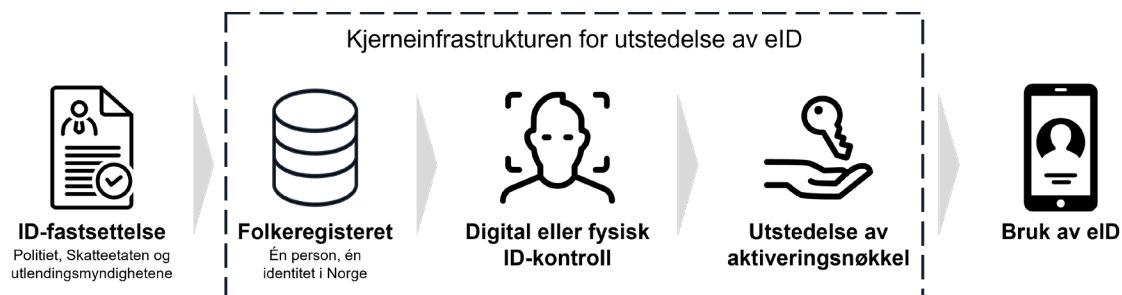 Kjerneinfrastrukturen for utstedelse av eID
ID-fastsettelse
Politiet, Skatteetaten og
utlendingsmyndighetene
Folkeregisteret
Én person, én
identitet i Norge
Digital eller fysisk
ID-kontroll
Utstedelse av
aktiveringsnøkkel
Bruk av eID